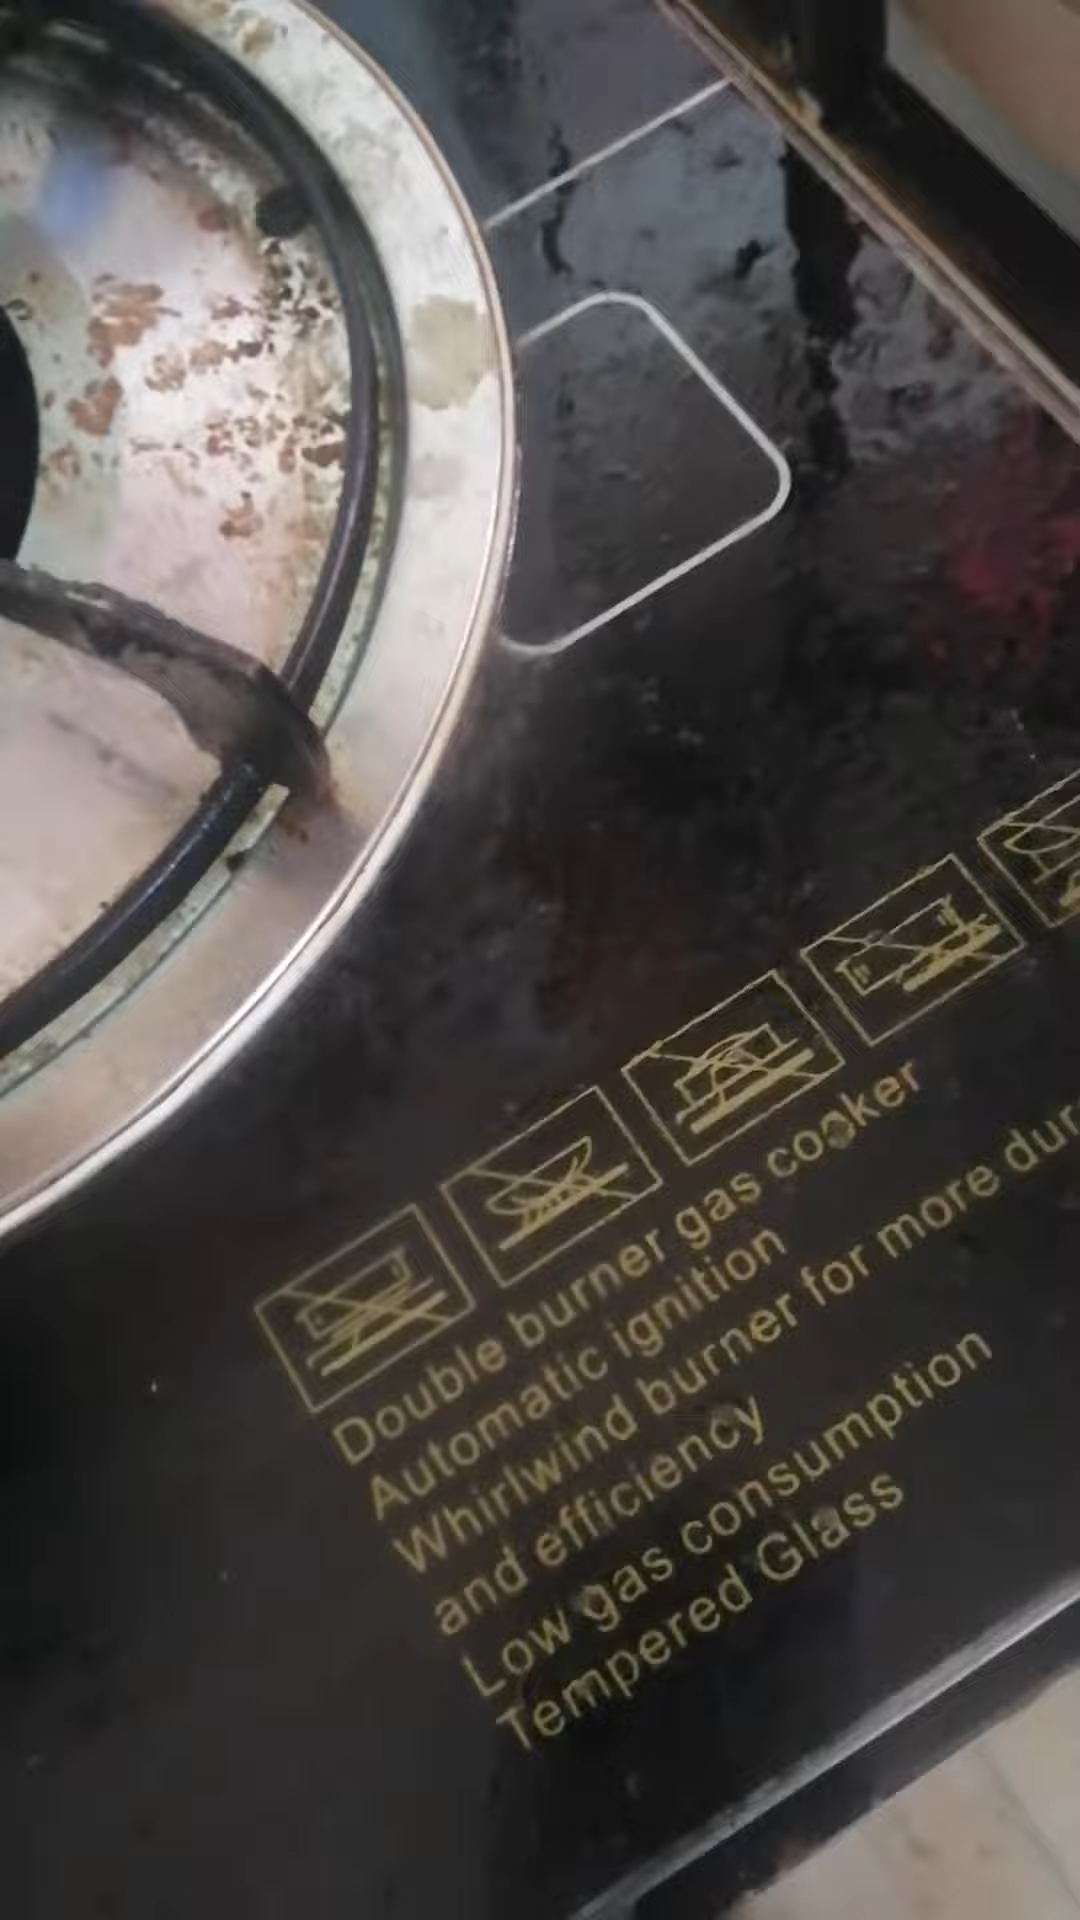 Double burner gas cooker
Automatic ignition
Whirlwind burner for more
and efficiency
Low gas consumption
Tempered Glass